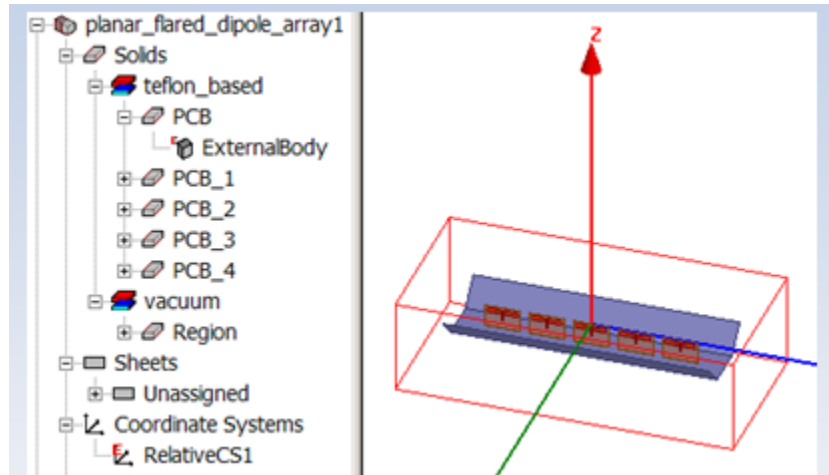 planar_flared_dipole_array1
Solids
teflon_based
PCB
ExternalBody
PCB_1
PCB_2
PCB_3
PCB_4
vacuum
Region
Sheets
Unassigned
Coordinate Systems
RelativeCS1
Z